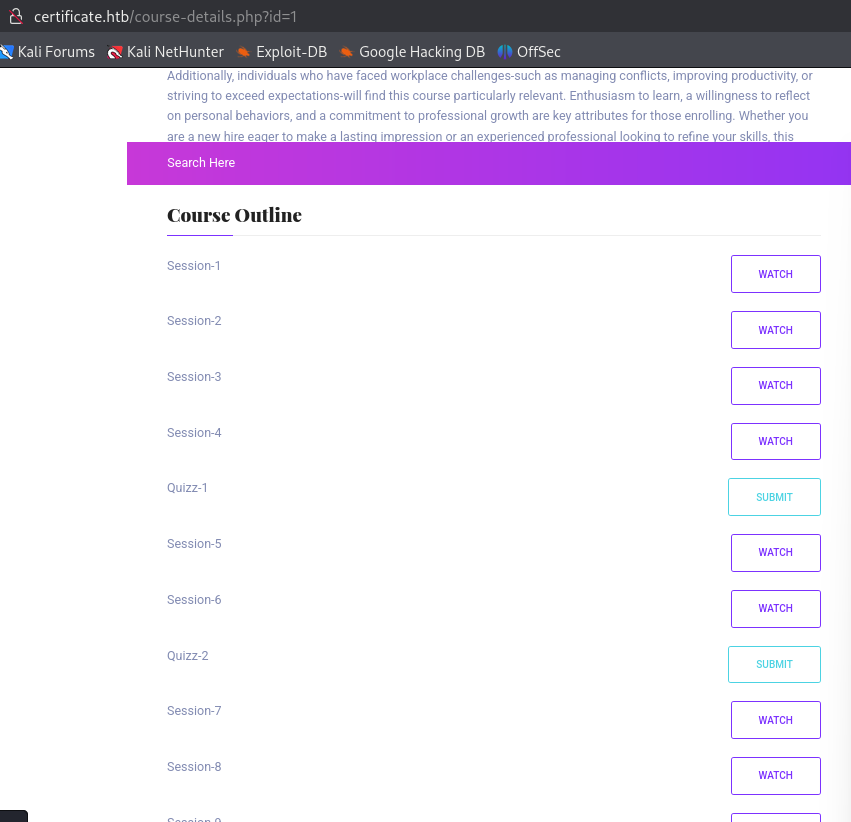 certificate.htb/course-details.php?id=1
Kali Forums Kali NetHunter Exploit-DB Google Hacking DB OffSec
Additionally, individuals who have faced workplace challenges-such as managing conflicts, improving productivity, or
striving to exceed expectations-will find this course particularly relevant. Enthusiasm to learn, a willingness to reflect
on personal behaviors, and a commitment to professional growth are key attributes for those enrolling. Whether you
are a new hire eager to make a lasting impression or an experienced professional looking to refine your skills, this
Search Here
Course Outline
Session-1 WATCH
Session-2 WATCH
Session-3 WATCH
Session-4 WATCH
Quizz-1 SUBMIT
Session-5 WATCH
Session-6 WATCH
Quizz-2 SUBMIT
Session-7 WATCH
Session-8 WATCH
Session-9